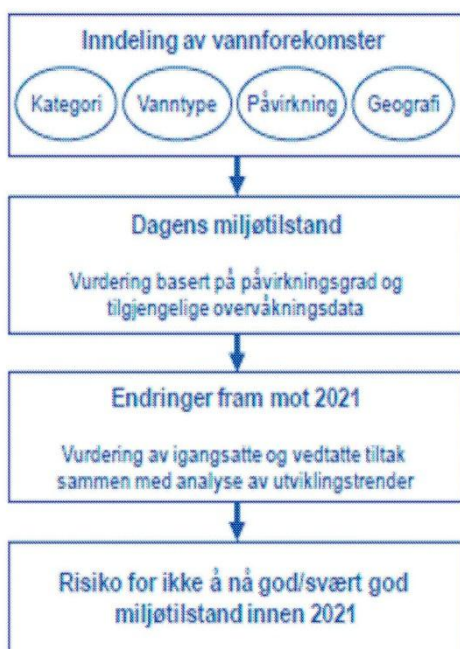 Inndeling av vannforekomster
Kategori Vanntype Påvirkning Geografi
Dagens miljøtilstand
Vurdering basert på påvirkningsgrad og
tilgjengelige overvåkningsdata
Endringer fram mot 2021
Vurdering av igangsatte og vedtatte tiltak
sammen med analyse av utviklingstrender
Risiko for ikke å nå god/svært god
miljøtilstand innen 2021